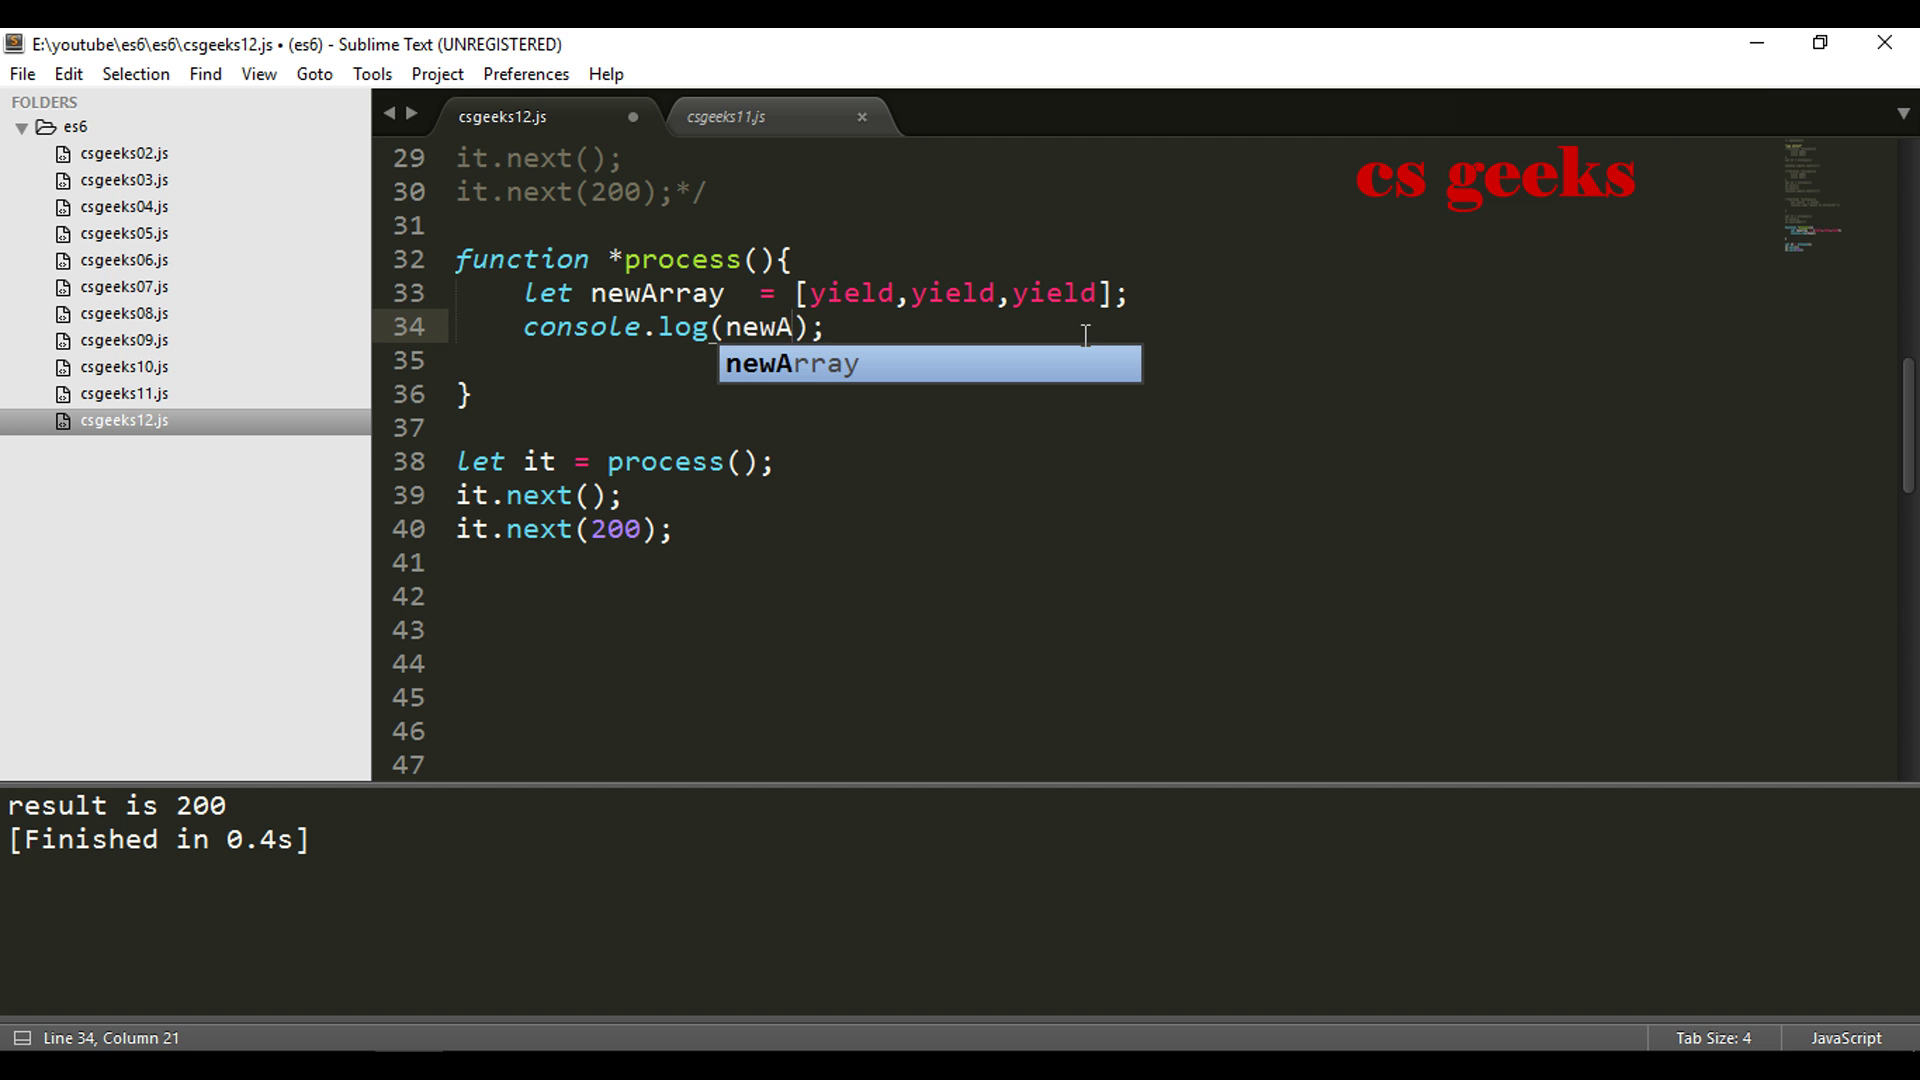 E:\youtube\es6\es6\csgeeks12.js • (es6) - Sublime Text (UNREGISTERED)
File Edit Selection Find View Goto Tools Project Preferences Help
FOLDERS
es6
csgeeks02.js
csgeeks03.js
csgeeks04.js
csgeeks05.js
csgeeks06.js
csgeeks07.js
csgeeks08.js
csgeeks09.js
csgeeks10.js
csgeeks11.js
csgeeks12.js
csgeeks12.js csgeeks11.js
cs geeks
29 it.next();
30 it.next(200);*/
31
32 function *process(){
33 let newArray  = [yield,yield,yield];
34 console.log(newA);
newArray
35
36 }
37
38 let it = process();
39 it.next();
40 it.next(200);
41
42
43
44
45
46
47
result is 200
[Finished in 0.4s]
Line 34, Column 21 Tab Size: 4 JavaScript